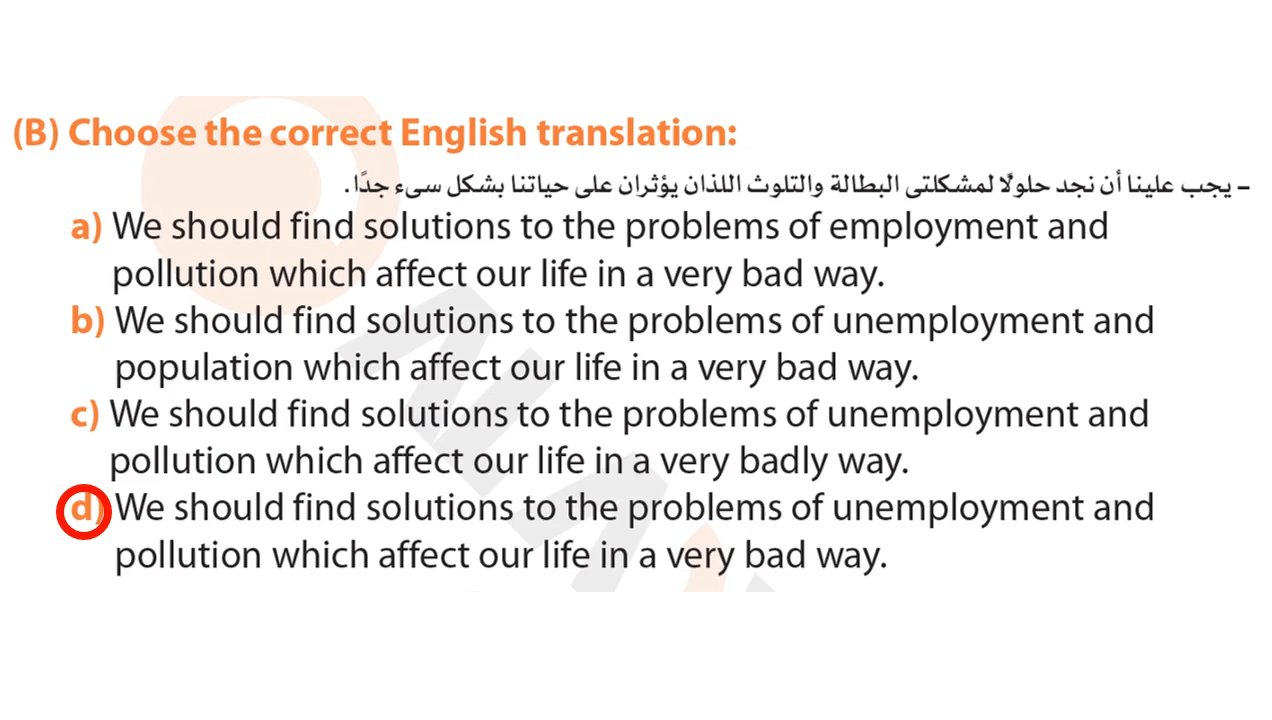 (B) Choose the correct English translation:
– يجب علينا أن نجد حلولًا لمشكلتى البطالة والتلوث اللذان يؤثران على حياتنا بشكل سىء جدًا.
a) We should find solutions to the problems of employment and
pollution which affect our life in a very bad way.
b) We should find solutions to the problems of unemployment and
population which affect our life in a very bad way.
c) We should find solutions to the problems of unemployment and
pollution which affect our life in a very badly way.
d) We should find solutions to the problems of unemployment and
pollution which affect our life in a very bad way.